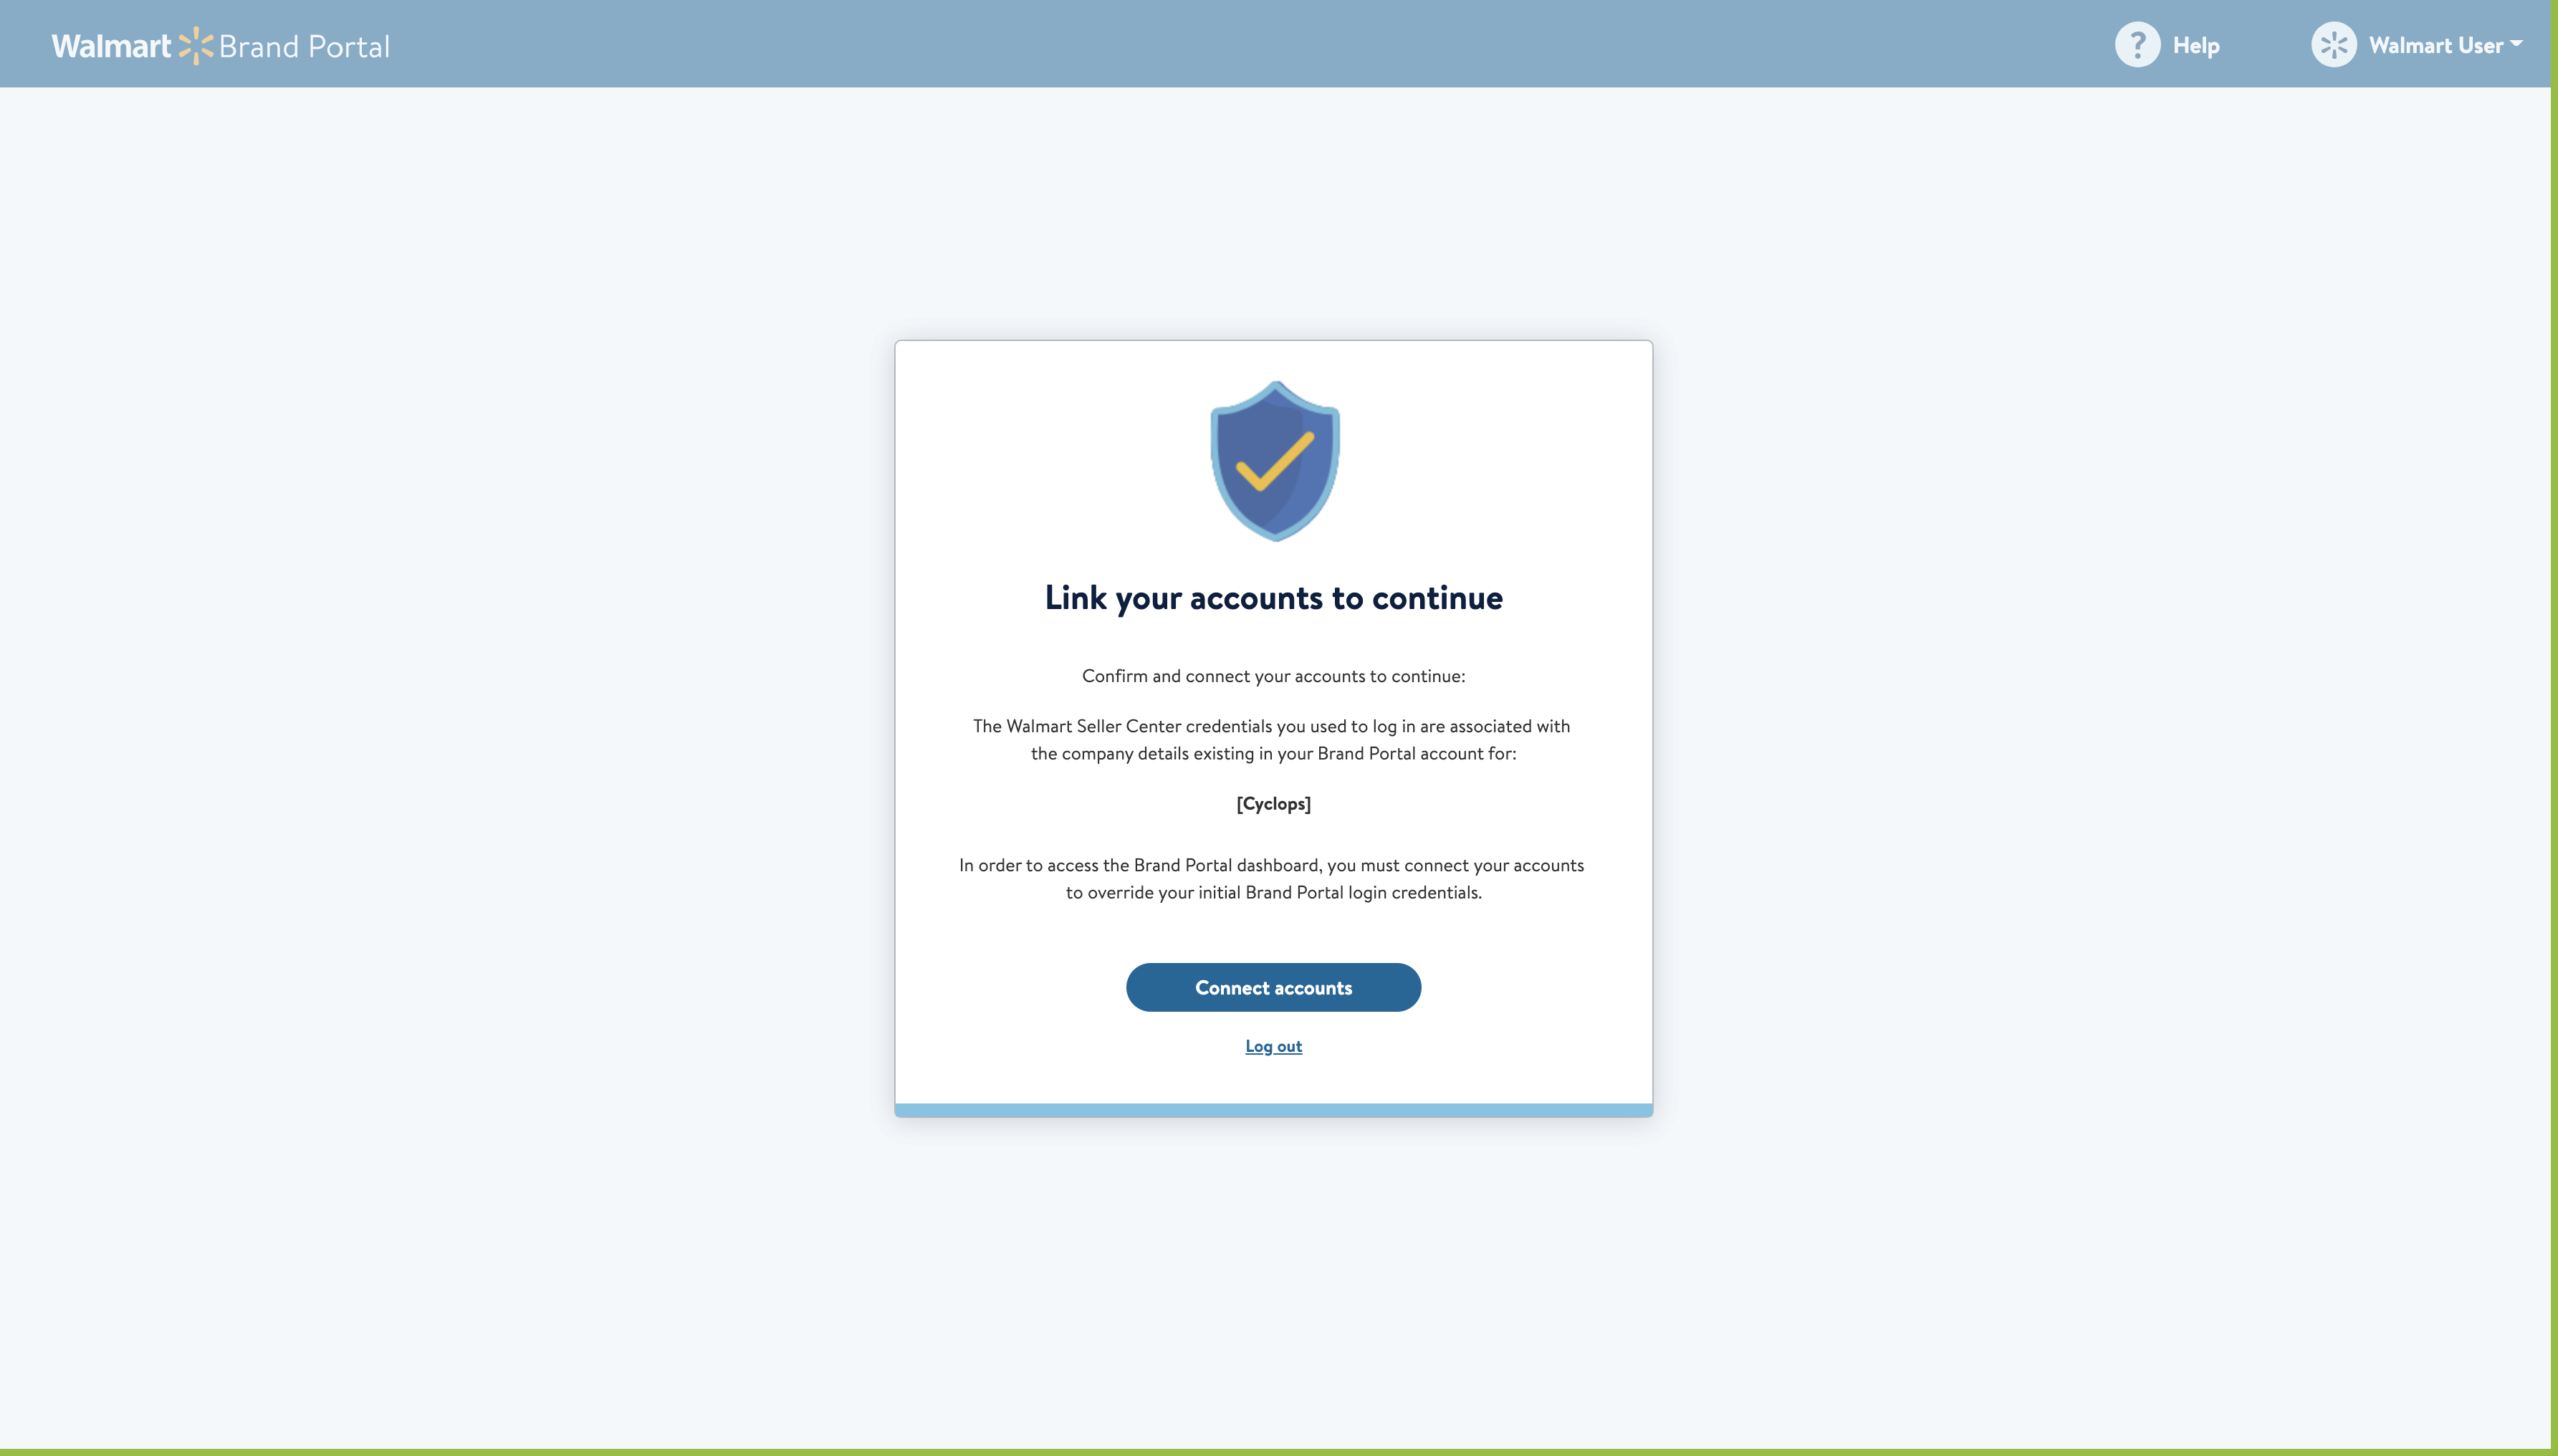 Walmart Brand Portal
? Help
Walmart User
Link your accounts to continue
Confirm and connect your accounts to continue:
The Walmart Seller Center credentials you used to log in are associated with
the company details existing in your Brand Portal account for:
[Cyclops]
In order to access the Brand Portal dashboard, you must connect your accounts
to override your initial Brand Portal login credentials.
Connect accounts
Log out